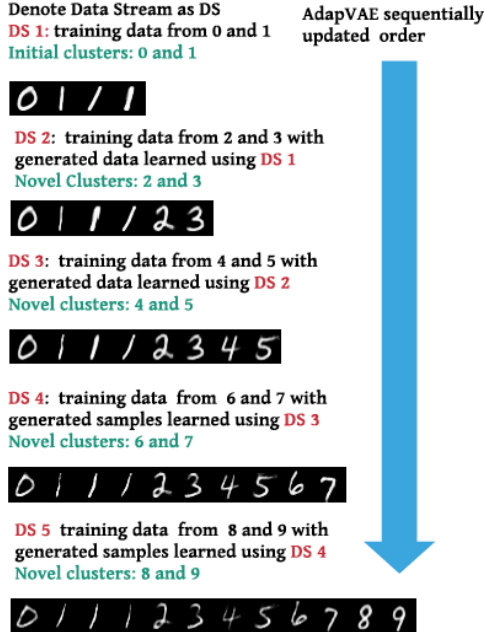 Denote Data Stream as DS
DS 1: training data from 0 and 1
Initial clusters: 0 and 1
AdapVAE sequentially
updated order
0 1 / 1
DS 2: training data from 2 and 3 with
generated data learned using DS 1
Novel Clusters: 2 and 3
0 1 1 / 2 3
DS 3: training data from 4 and 5 with
generated data learned using DS 2
Novel clusters: 4 and 5
0 1 1 / 2 3 4 5
DS 4: training data from 6 and 7 with
generated samples learned using DS 3
Novel clusters: 6 and 7
0 1 1 1 2 3 4 5 6 7
DS 5 training data from 8 and 9 with
generated samples learned using DS 4
Novel clusters: 8 and 9
0 1 1 1 2 3 4 5 6 7 8 9